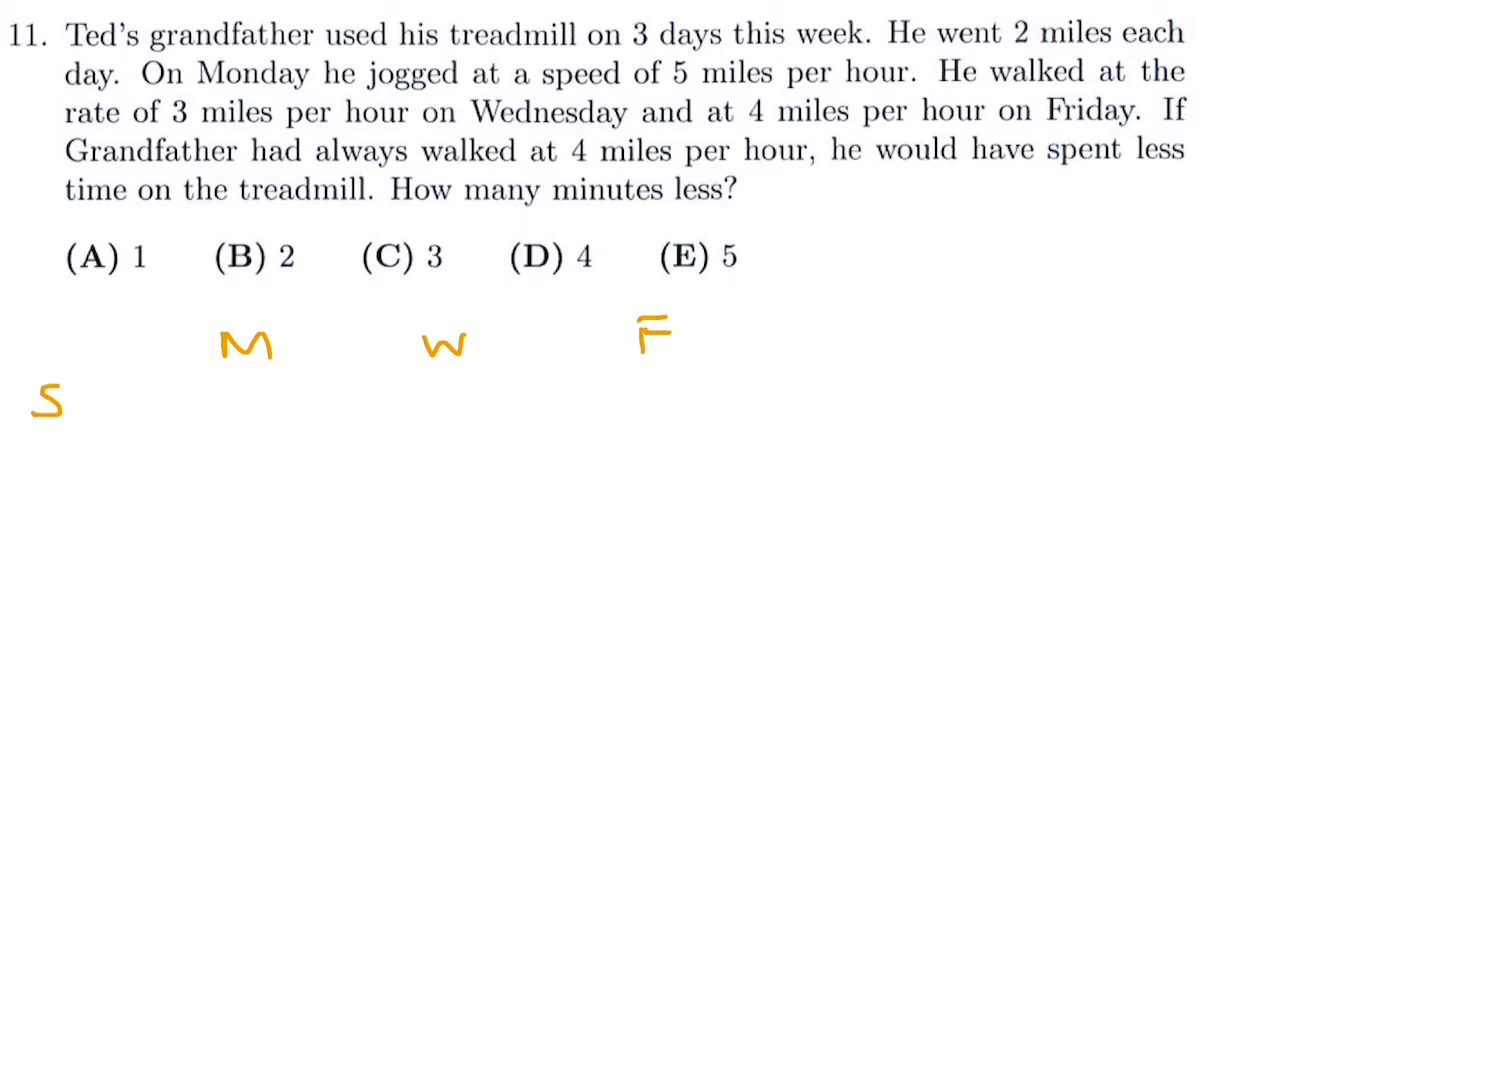 11. Ted's grandfather used his treadmill on 3 days this week. He went 2 miles each
day. On Monday he jogged at a speed of 5 miles per hour. He walked at the
rate of 3 miles per hour on Wednesday and at 4 miles per hour on Friday. If
Grandfather had always walked at 4 miles per hour, he would have spent less
time on the treadmill. How many minutes less?
(A) 1 (B) 2 (C) 3 (D) 4 (E) 5
M W F
S